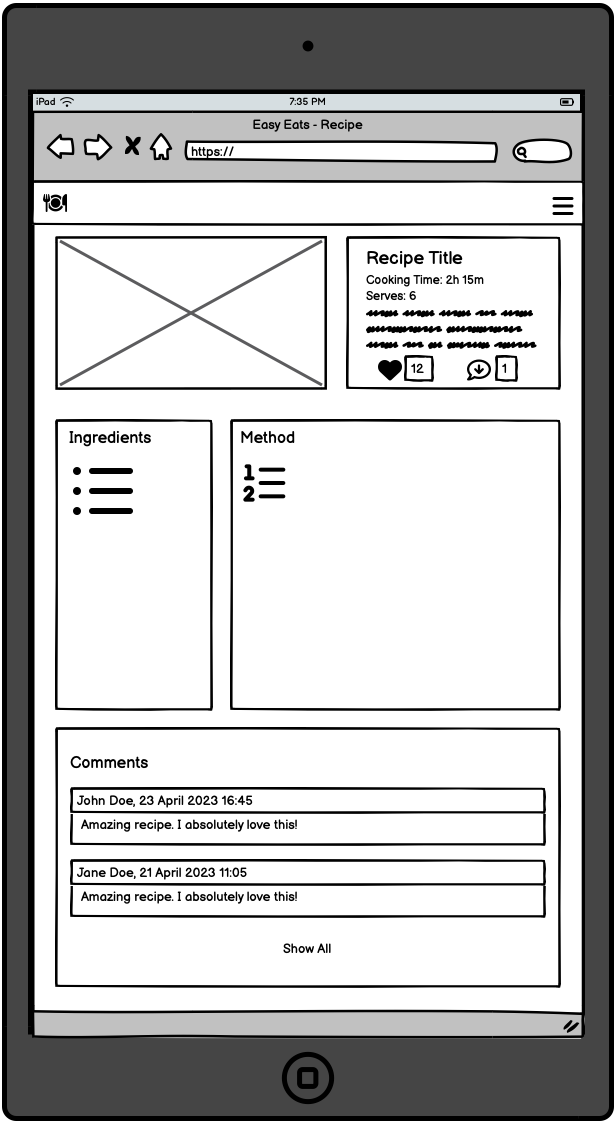 iPad 7:35 PM
Easy Eats - Recipe
https://
Recipe Title
Cooking Time: 2h 15m
Serves: 6
12 1
Ingredients
Method
1
2
Comments
John Doe, 23 April 2023 16:45
Amazing recipe. I absolutely love this!
Jane Doe, 21 April 2023 11:05
Amazing recipe. I absolutely love this!
Show All